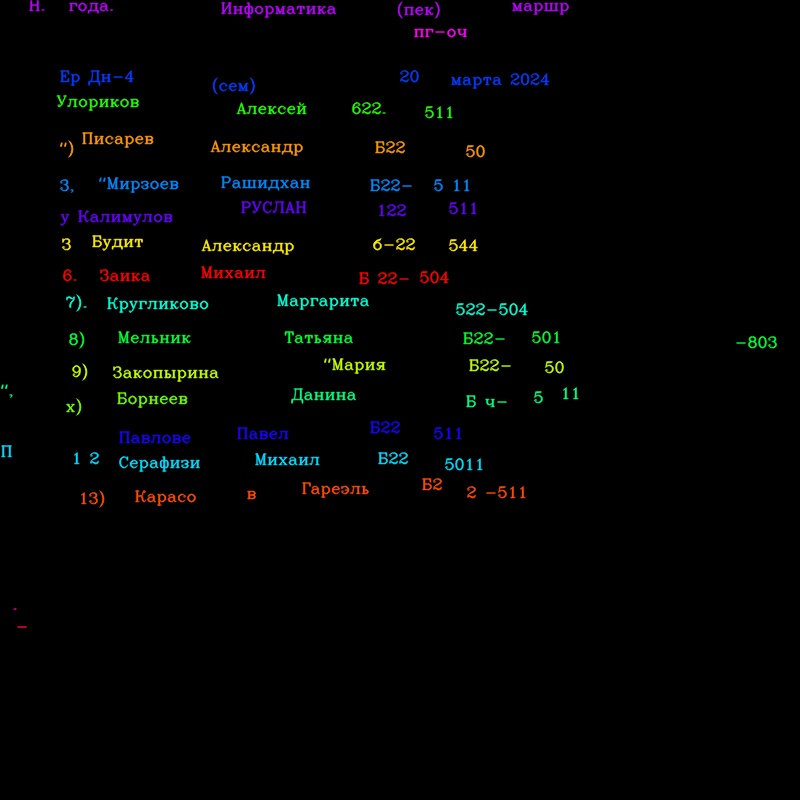 Н. года. Информатика (пек) маршр
пг-оч
Ер Дн-4 (сем) 20 марта 2024
Улориков Алексей 622. 511
“) Писарев Александр Б22 50
3, “Мирзоев Рашидхан Б22- 5 11
у Калимулов РУСЛАН 122 511
3 Будит Александр б-22 544
6. Заика Михаил Б 22- 504
7). Кругликово Маргарита 522-504
8) Мельник Татьяна Б22- 501 -803
9) Закопырина “Мария Б22- 50
“, х) Борнеев Данина Б ч- 5 11
Павлове Павел Б22 511
П 1 2 Серафизи Михаил Б22 5011
13) Карасо в Гареэль Б2 2 -511
-
-